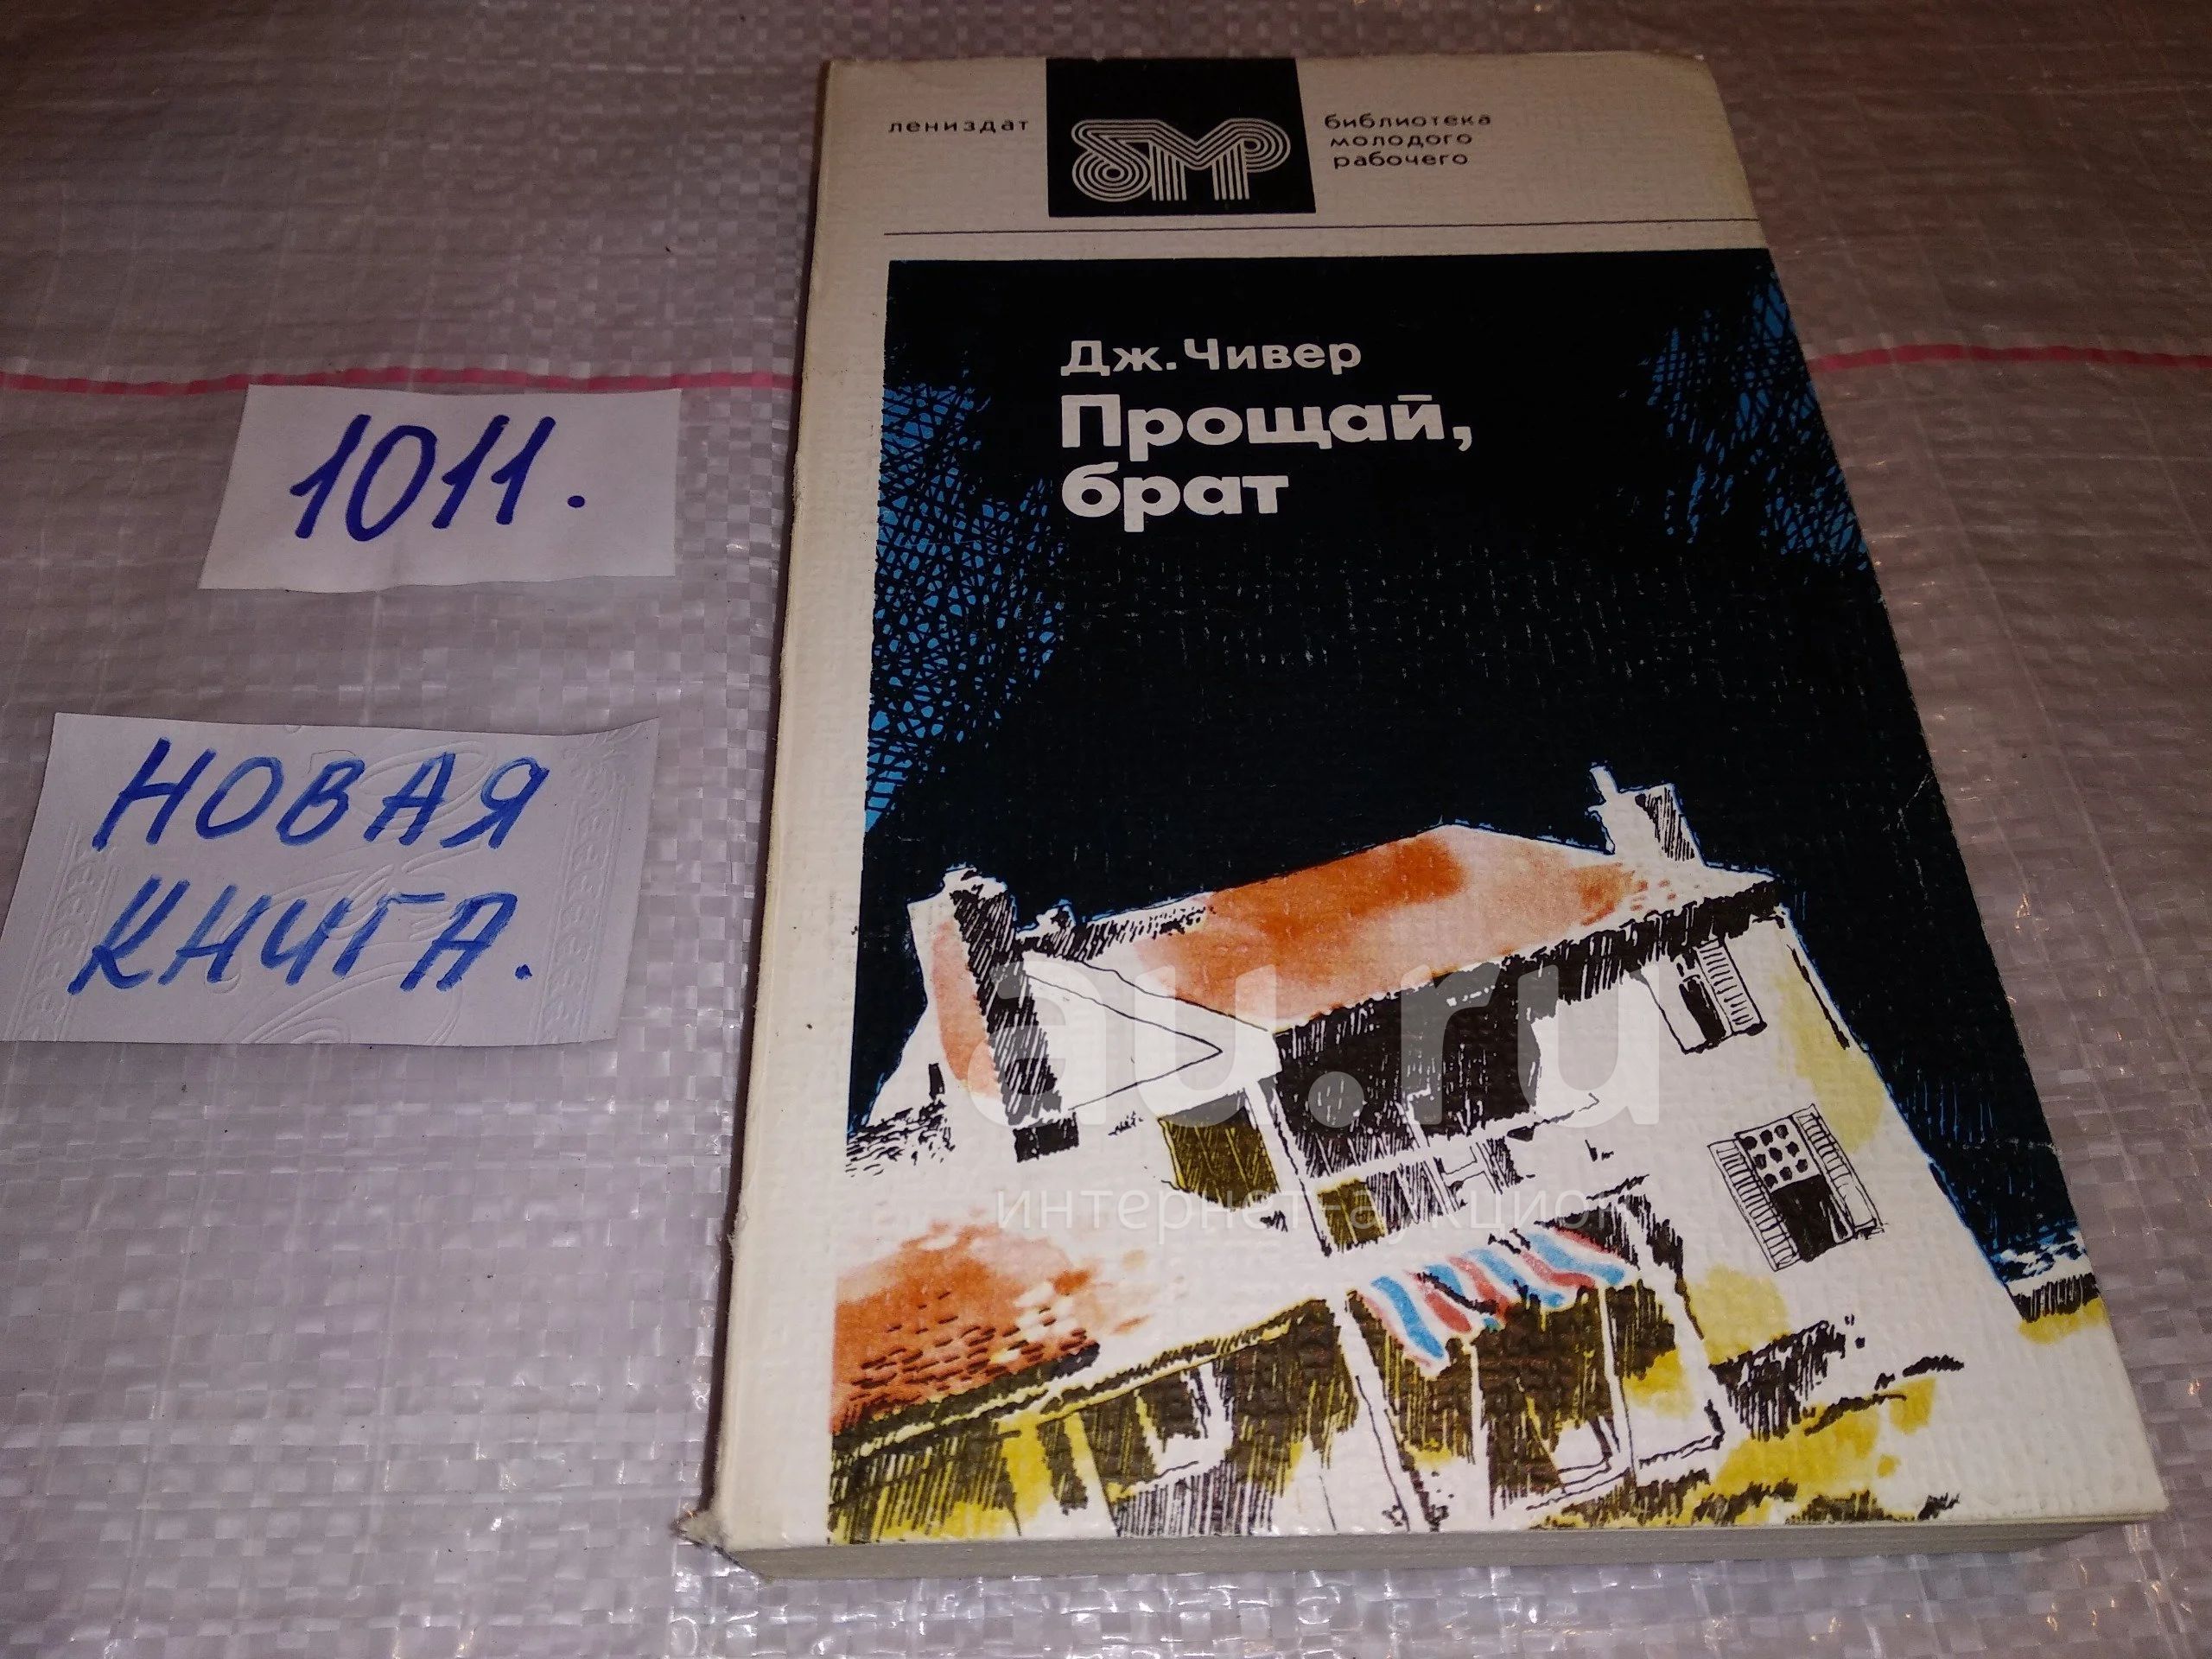 лениздат
бмр
библиотека
молодого
рабочего
Дж. Чивер
Прощай,
брат
1011.
НОВАЯ
КНИГА.
au.ru
интернет-аукцион